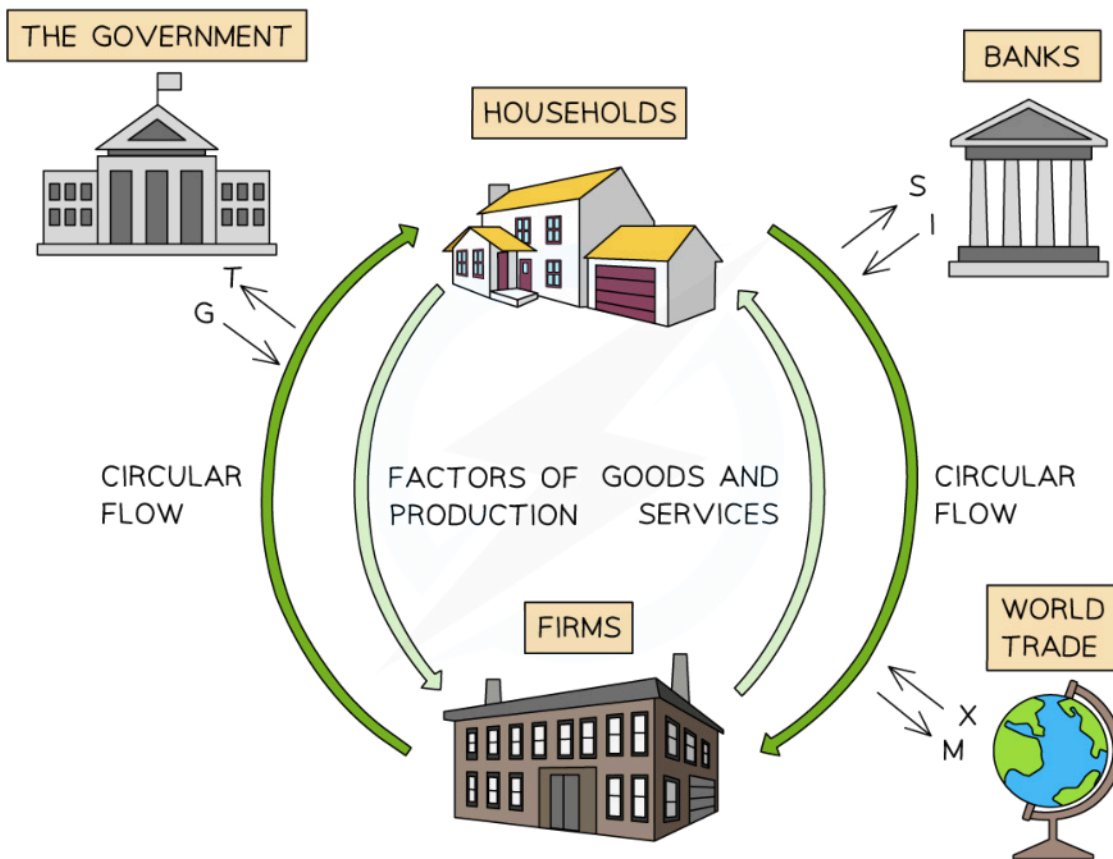 THE GOVERNMENT
BANKS
HOUSEHOLDS
S
I
T
G
CIRCULAR
FLOW
FACTORS OF
PRODUCTION
GOODS AND
SERVICES
CIRCULAR
FLOW
FIRMS
WORLD
TRADE
X
M